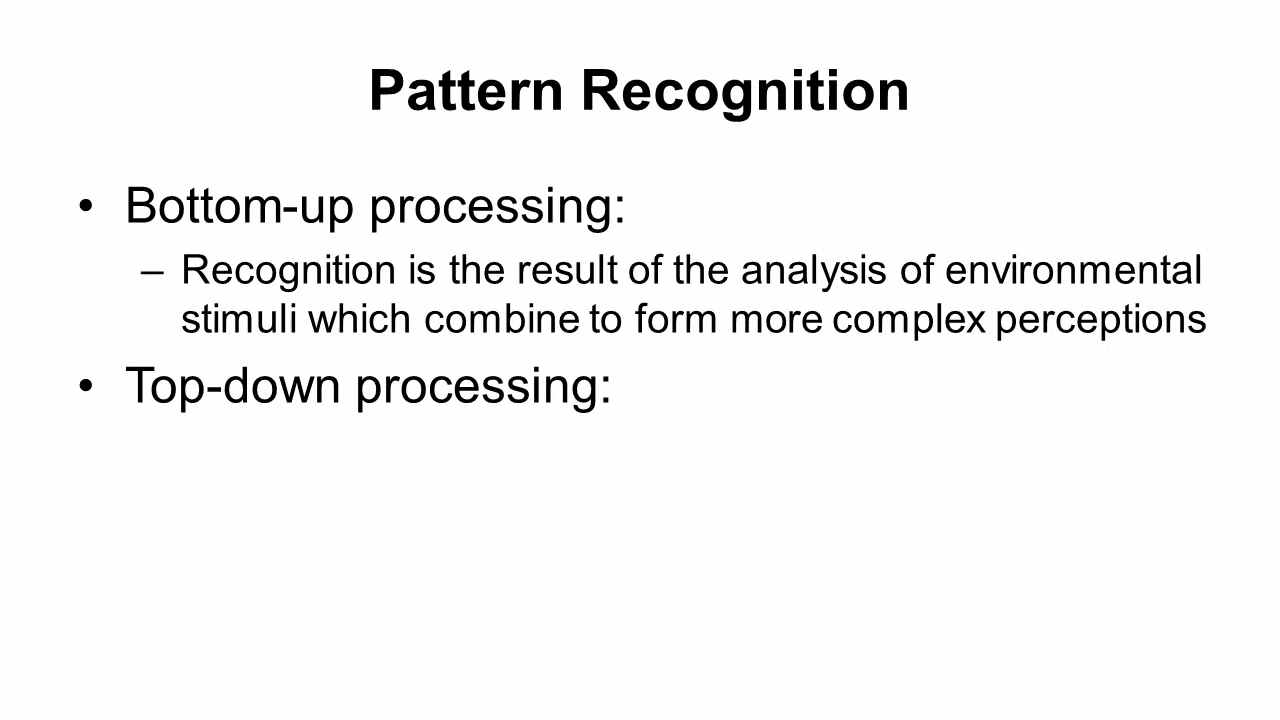 Pattern Recognition
• Bottom-up processing:
– Recognition is the result of the analysis of environmental
stimuli which combine to form more complex perceptions
• Top-down processing: